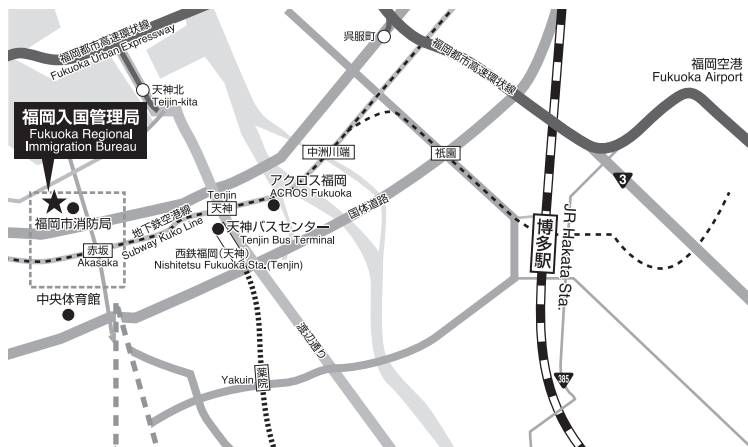 福岡都市高速環状線
Fukuoka Urban Expressway
呉服町
福岡都市高速環状線
福岡空港
Fukuoka Airport
天神北
Teijin-kita
福岡入国管理局
Fukuoka Regional
Immigration Bureau
中洲川端
祇園
3
アクロス福岡
ACROS Fukuoka
国体道路
Tenjin
天神
福岡市消防局
地下鉄空港線
Subway Kuko Line
天神バスセンター
Tenjin Bus Terminal
赤坂
Akasaka
西鉄福岡(天神)
Nishitetsu Fukuoka Sta.(Tenjin)
博多駅
JR Hakata Sta.
中央体育館
渡辺通り
Yakuin
薬院
385